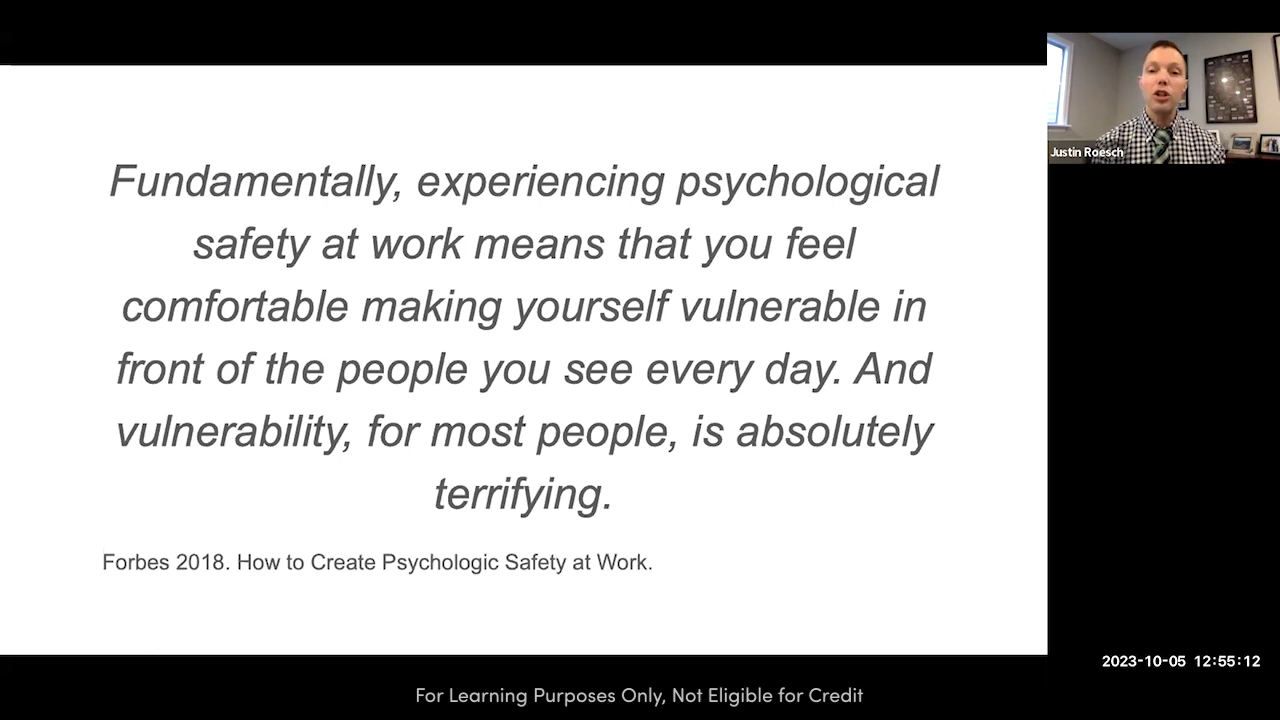 Fundamentally, experiencing psychological
safety at work means that you feel
comfortable making yourself vulnerable in
front of the people you see every day. And
vulnerability, for most people, is absolutely
terrifying.
Forbes 2018. How to Create Psychologic Safety at Work.
Justin Roesch
2023-10-05 12:55:12
For Learning Purposes Only, Not Eligible for Credit